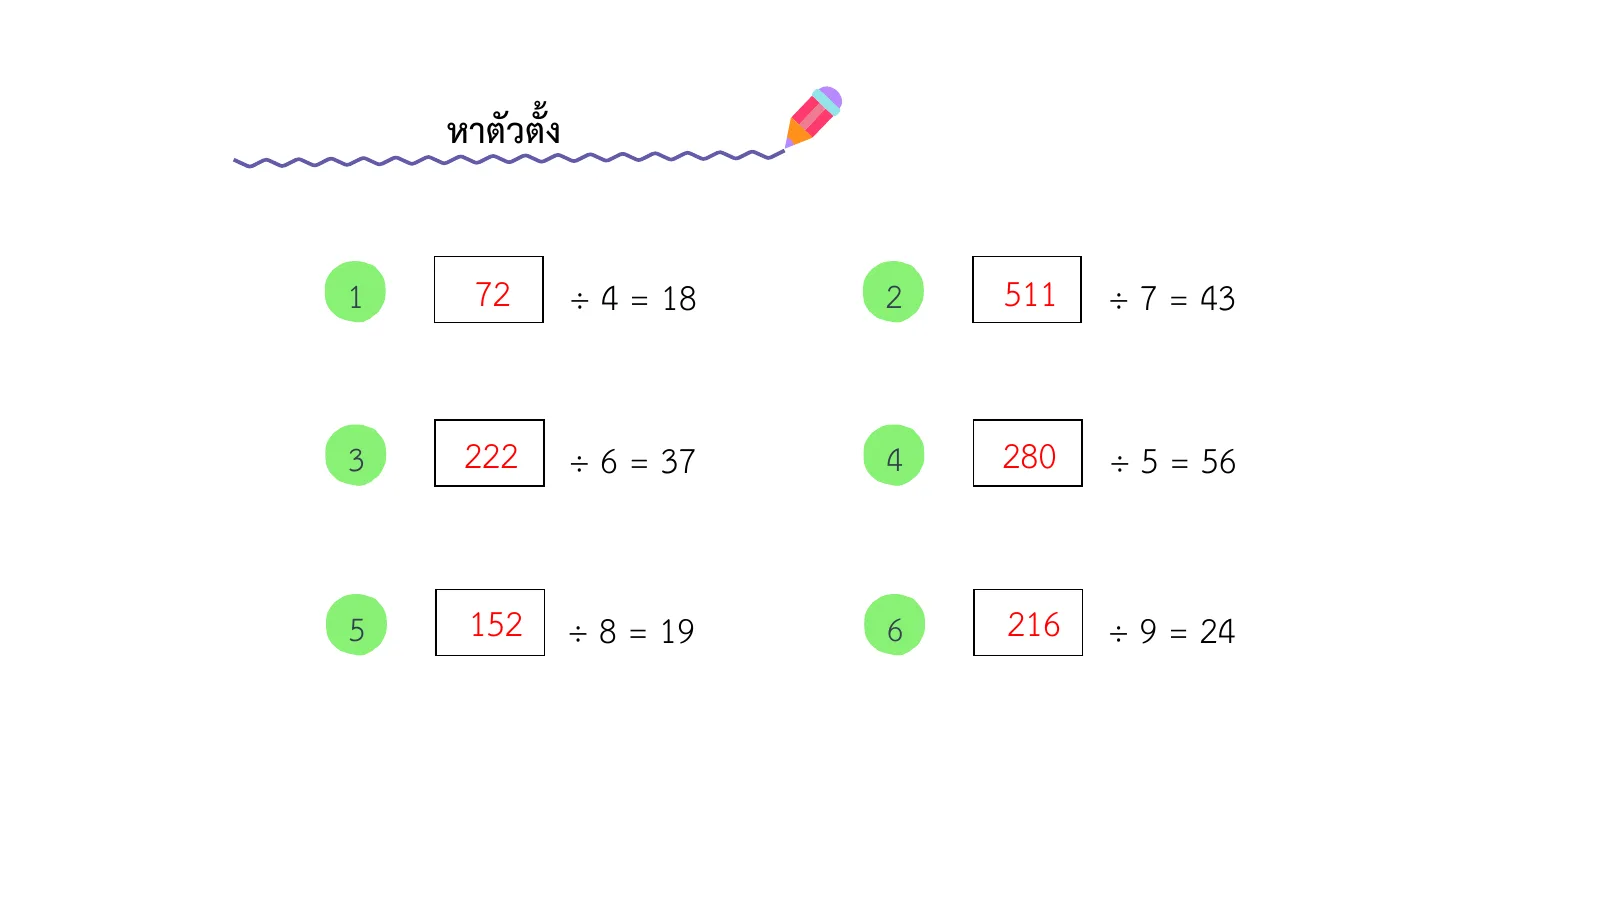 หาตัวตั้ง
1 72 ÷ 4 = 18
2 511 ÷ 7 = 43
3 222 ÷ 6 = 37
4 280 ÷ 5 = 56
5 152 ÷ 8 = 19
6 216 ÷ 9 = 24